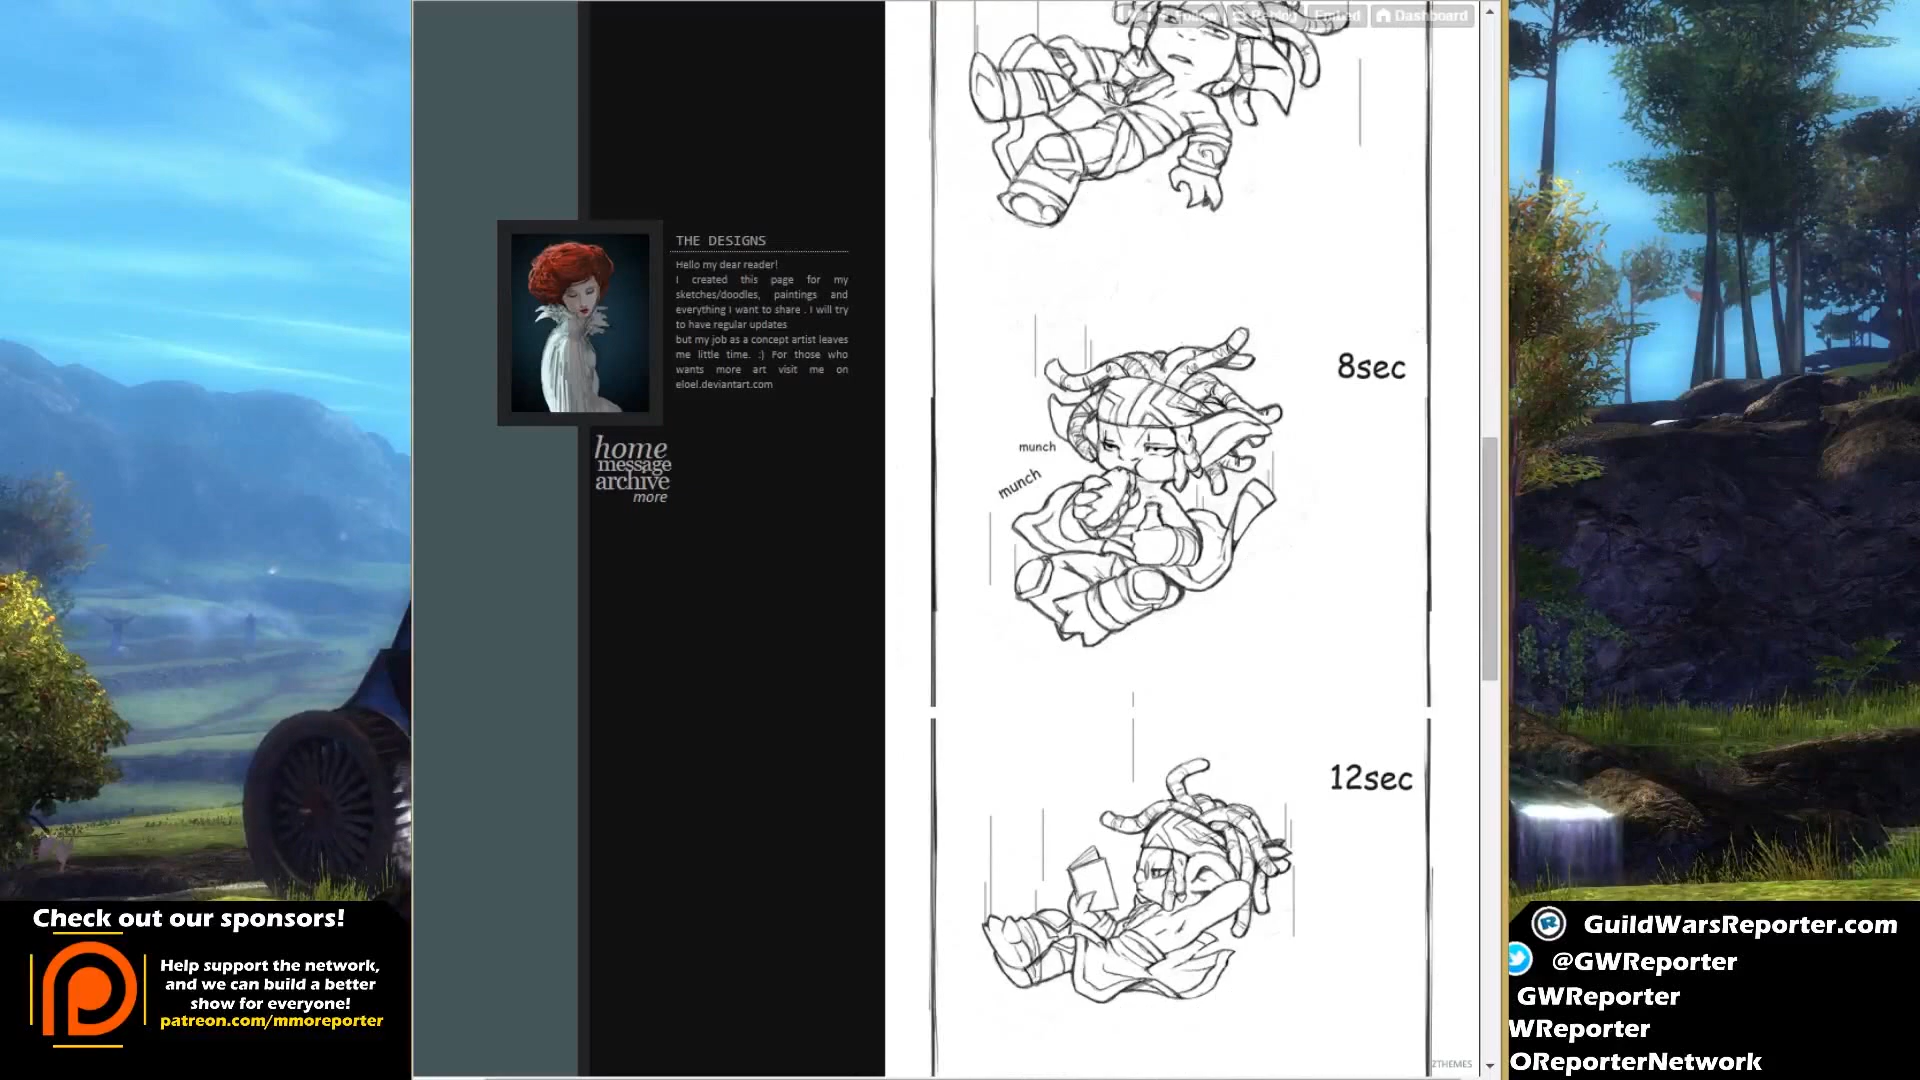 Follow
Reblog
Embed
Dashboard
THE DESIGNS
Hello my dear reader!
I created this page for my
sketches/doodles, paintings and
everything I want to share . I will try
to have regular updates
but my job as a concept artist leaves
me little time. :) For those who
wants more art visit me on
eloel.deviantart.com
home
message
archive
more
8sec
munch
munch
12sec
ZTHEMES
Check out our sponsors!
Help support the network,
and we can build a better
show for everyone!
patreon.com/mmoreporter
GuildWarsReporter.com
@GWReporter
GWReporter
WReporter
OReporterNetwork